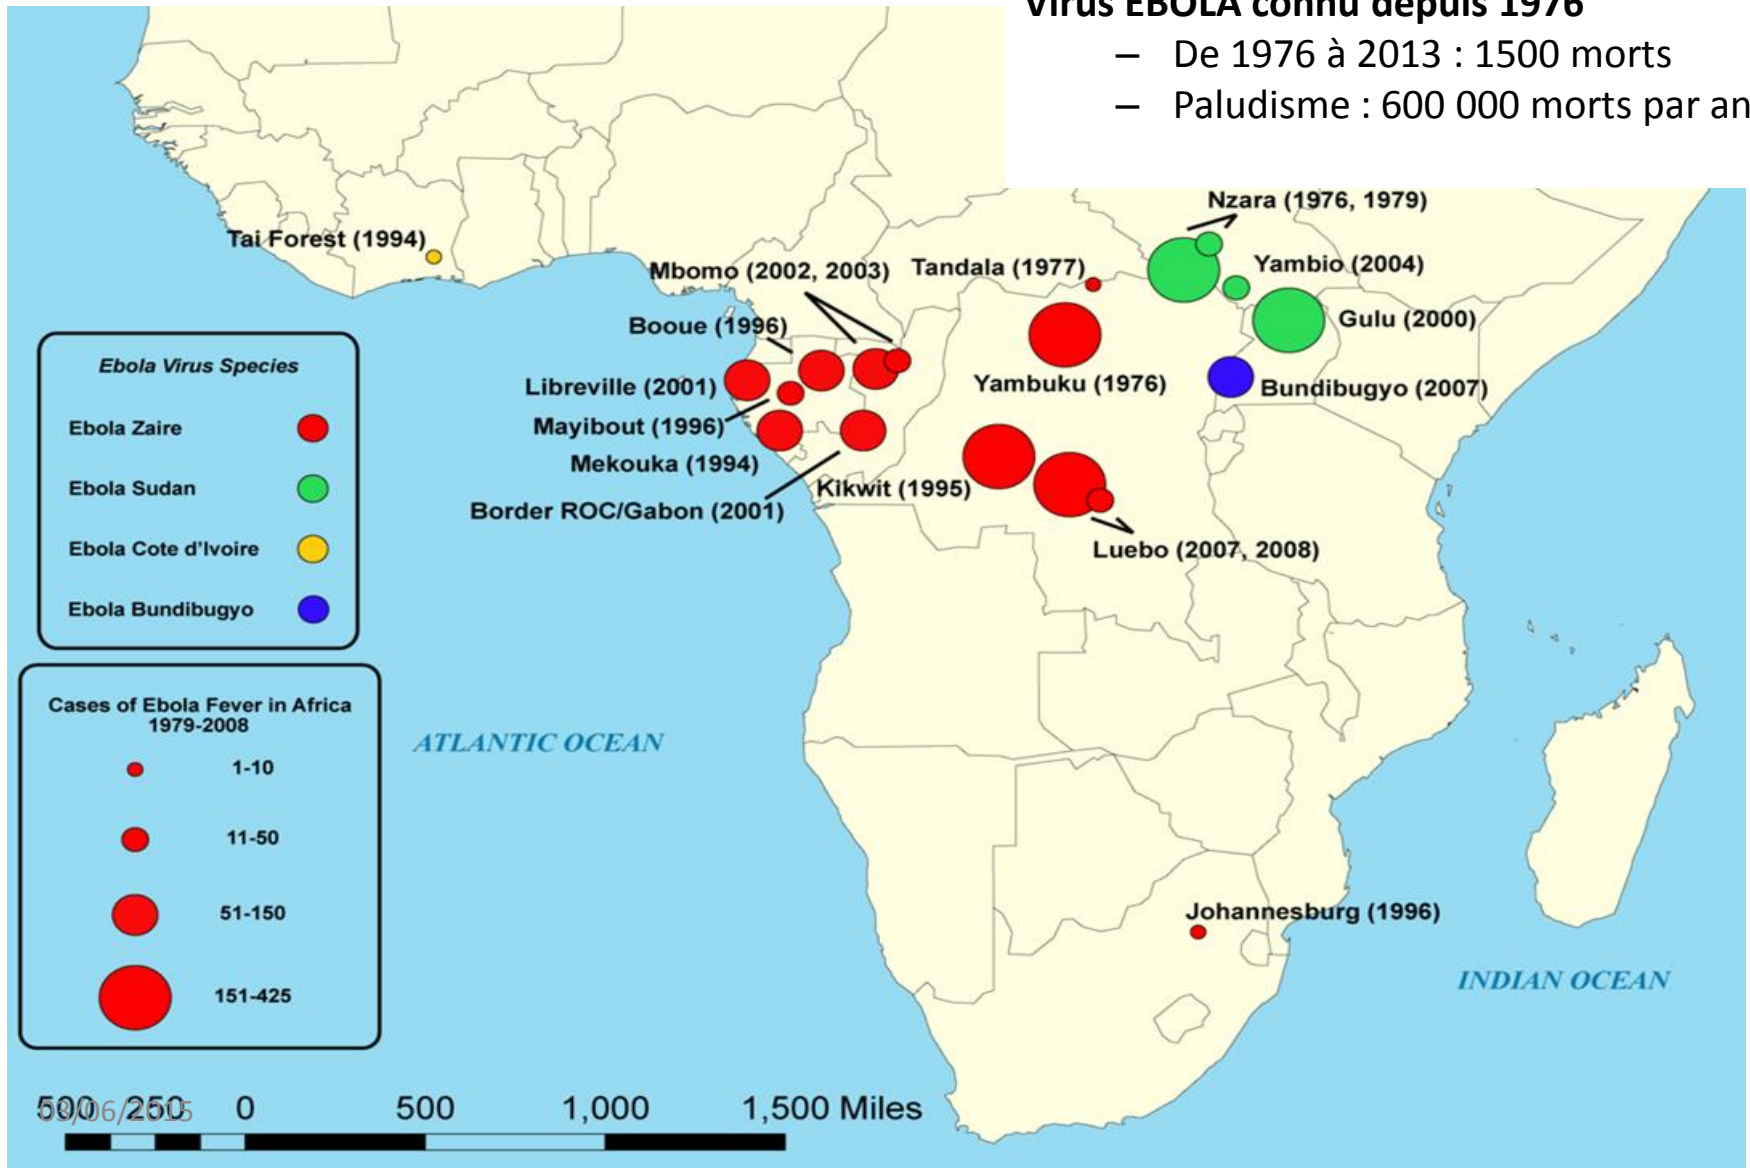 Virus EBOLA connu depuis 1976
– De 1976 à 2013 : 1500 morts
– Paludisme : 600 000 morts par an
Nzara (1976, 1979)
Tai Forest (1994)
Mbomo (2002, 2003)
Tandala (1977)
Yambio (2004)
Booue (1996)
Gulu (2000)
Libreville (2001)
Yambuku (1976)
Bundibugyo (2007)
Mayibout (1996)
Mekouka (1994)
Kikwit (1995)
Border ROC/Gabon (2001)
Luebo (2007, 2008)
Ebola Virus Species
Ebola Zaire
Ebola Sudan
Ebola Cote d'Ivoire
Ebola Bundibugyo
Cases of Ebola Fever in Africa
1979-2008
1-10
11-50
51-150
151-425
ATLANTIC OCEAN
Johannesburg (1996)
INDIAN OCEAN
500 250 0 500 1,000 1,500 Miles
03/06/2015